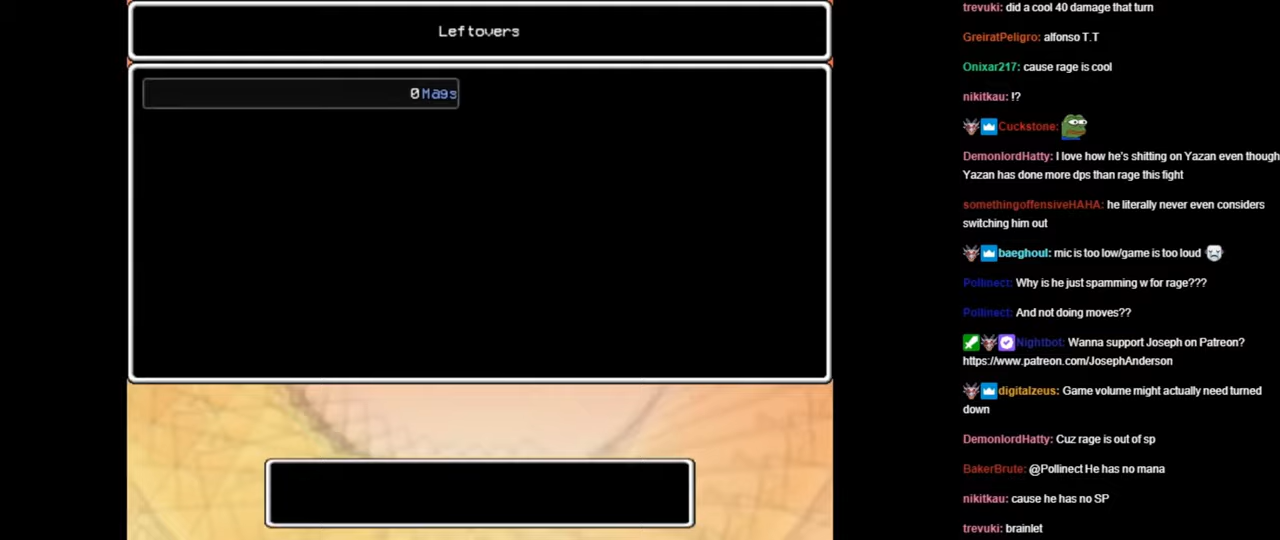 Leftovers
0Mags
trevuki: did a cool 40 damage that turn
GreiratPeligro: alfonso T.T
Onixar217: cause rage is cool
nikitkau: !?
Cuckstone:
DemonlordHatty: I love how he's shitting on Yazan even though
Yazan has done more dps than rage this fight
somethingoffensiveHAHA: he literally never even considers
switching him out
baeghoul: mic is too low/game is too loud
Pollinect: Why is he just spamming w for rage???
Pollinect: And not doing moves??
Nightbot: Wanna support Joseph on Patreon?
https://www.patreon.com/JosephAnderson
digitalzeus: Game volume might actually need turned
down
DemonlordHatty: Cuz rage is out of sp
BakerBrute: @Pollinect He has no mana
nikitkau: cause he has no SP
trevuki: brainlet